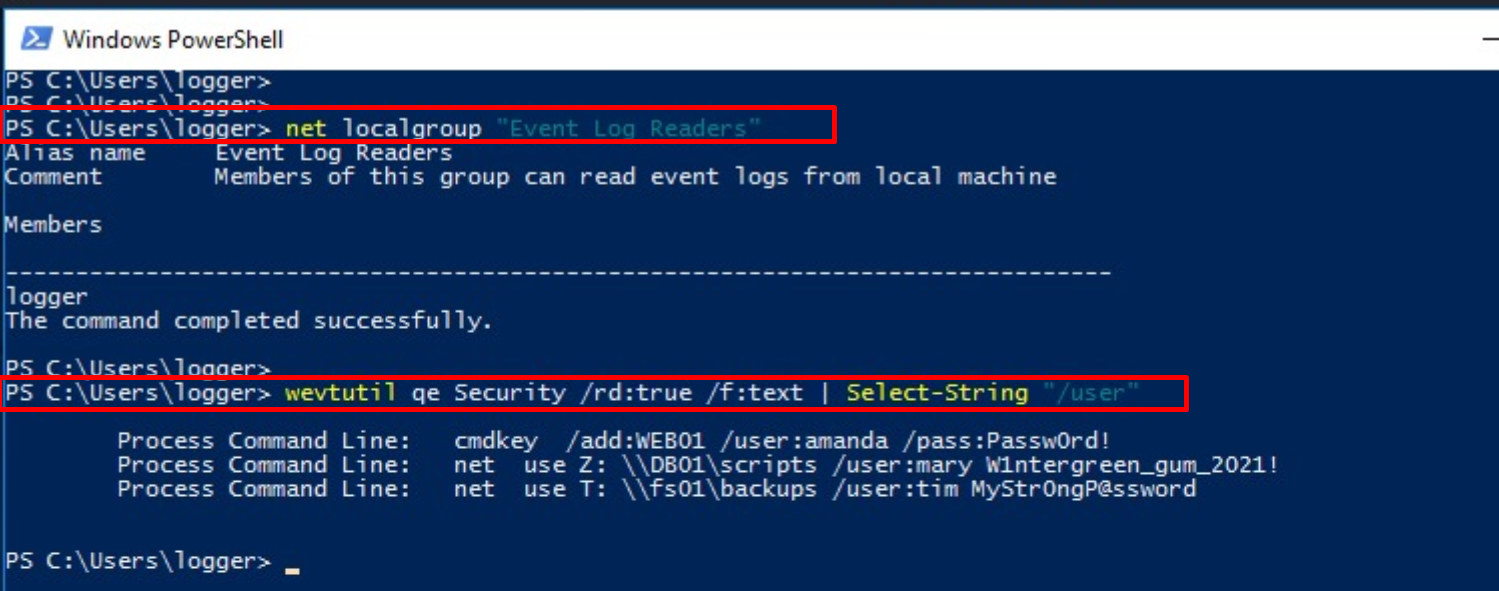 Windows PowerShell
PS C:\Users\logger>
PS C:\Users\logger>
PS C:\Users\logger> net localgroup "Event Log Readers"
Alias name     Event Log Readers
Comment        Members of this group can read event logs from local machine
Members
-------------------------------------------------------------------------------
logger
The command completed successfully.
PS C:\Users\logger>
PS C:\Users\logger> wevtutil qe Security /rd:true /f:text | Select-String "/user"
        Process Command Line:   cmdkey  /add:WEB01 /user:amanda /pass:Passw0rd!
        Process Command Line:   net  use Z: \\DB01\scripts /user:mary W1ntergreen_gum_2021!
        Process Command Line:   net  use T: \\fs01\backups /user:tim MyStr0ngP@ssword
PS C:\Users\logger> _